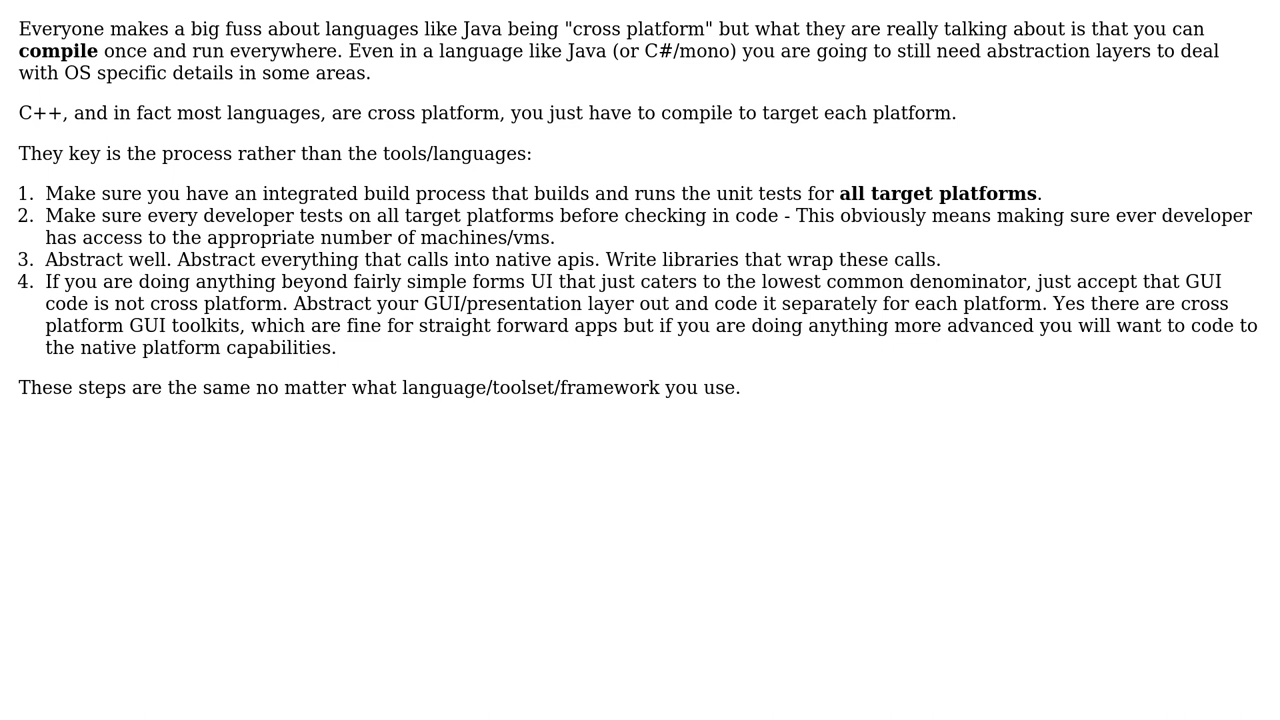 Everyone makes a big fuss about languages like Java being "cross platform" but what they are really talking about is that you can
compile once and run everywhere. Even in a language like Java (or C#/mono) you are going to still need abstraction layers to deal
with OS specific details in some areas.
C++, and in fact most languages, are cross platform, you just have to compile to target each platform.
They key is the process rather than the tools/languages:
1. Make sure you have an integrated build process that builds and runs the unit tests for all target platforms.
2. Make sure every developer tests on all target platforms before checking in code - This obviously means making sure ever developer
has access to the appropriate number of machines/vms.
3. Abstract well. Abstract everything that calls into native apis. Write libraries that wrap these calls.
4. If you are doing anything beyond fairly simple forms UI that just caters to the lowest common denominator, just accept that GUI
code is not cross platform. Abstract your GUI/presentation layer out and code it separately for each platform. Yes there are cross
platform GUI toolkits, which are fine for straight forward apps but if you are doing anything more advanced you will want to code to
the native platform capabilities.
These steps are the same no matter what language/toolset/framework you use.